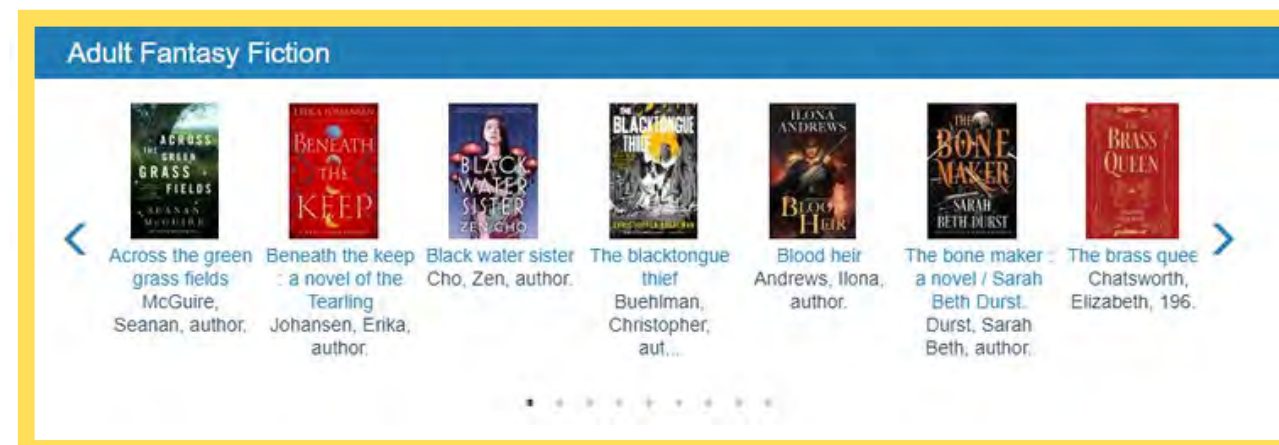 Adult Fantasy Fiction
ACROSS
THE GREEN
GRASS
FIELDS
SEANAN
McGUIRE
ERIKA JOHANSEN
BENEATH
THE
KEEP
BLACK
WATER
SISTER
ZEN CHO
THE
BLACKTONGUE
THIEF
CHRISTOPHER BUEHLMAN
ILONA
ANDREWS
BLOOD
HEIR
THE
BONE
MAKER
SARAH
BETH DURST
THE
BRASS
QUEEN
Across the green
grass fields
McGuire,
Seanan, author.
Beneath the keep
: a novel of the
Tearling
Johansen, Erika,
author.
Black water sister
Cho, Zen, author.
The blacktongue
thief
Buehlman,
Christopher,
aut...
Blood heir
Andrews, Ilona,
author.
The bone maker :
a novel / Sarah
Beth Durst.
Durst, Sarah
Beth, author.
The brass quee
Chatsworth,
Elizabeth, 196.